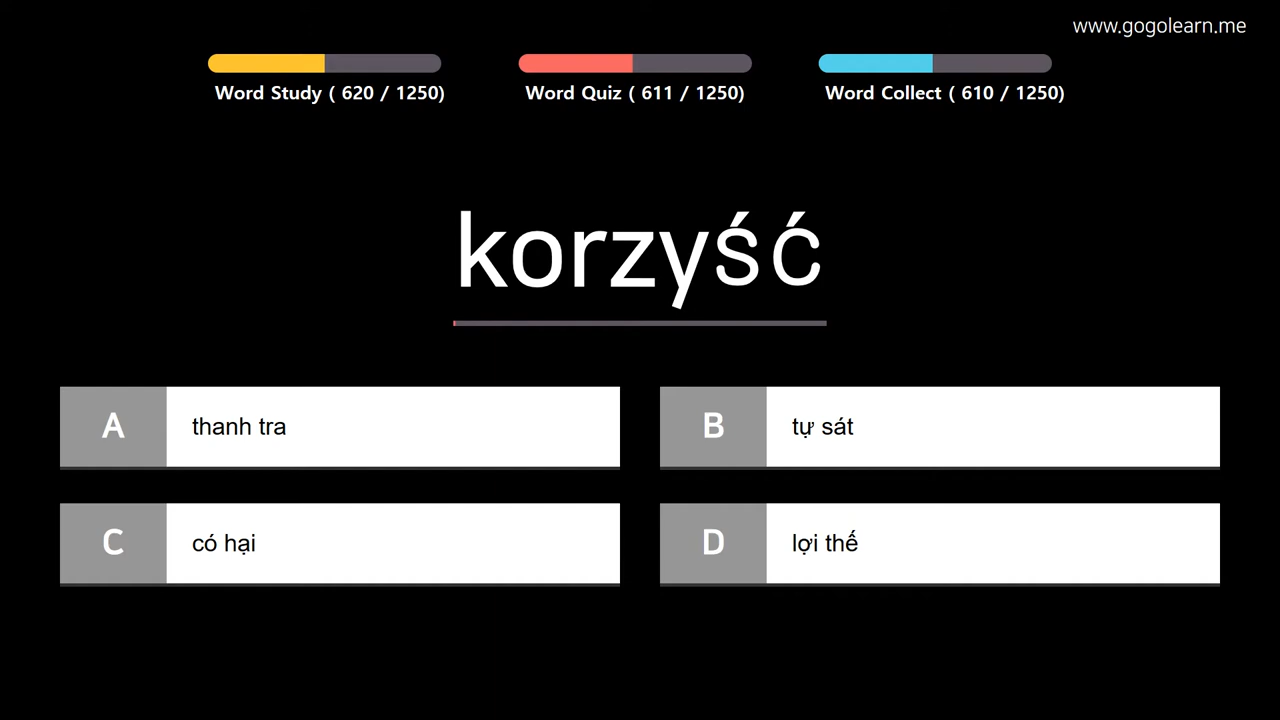 www.gogolearn.me
Word Study ( 620 / 1250)
Word Quiz ( 611 / 1250)
Word Collect ( 610 / 1250)
korzyść
A thanh tra
B tự sát
C có hại
D lợi thế